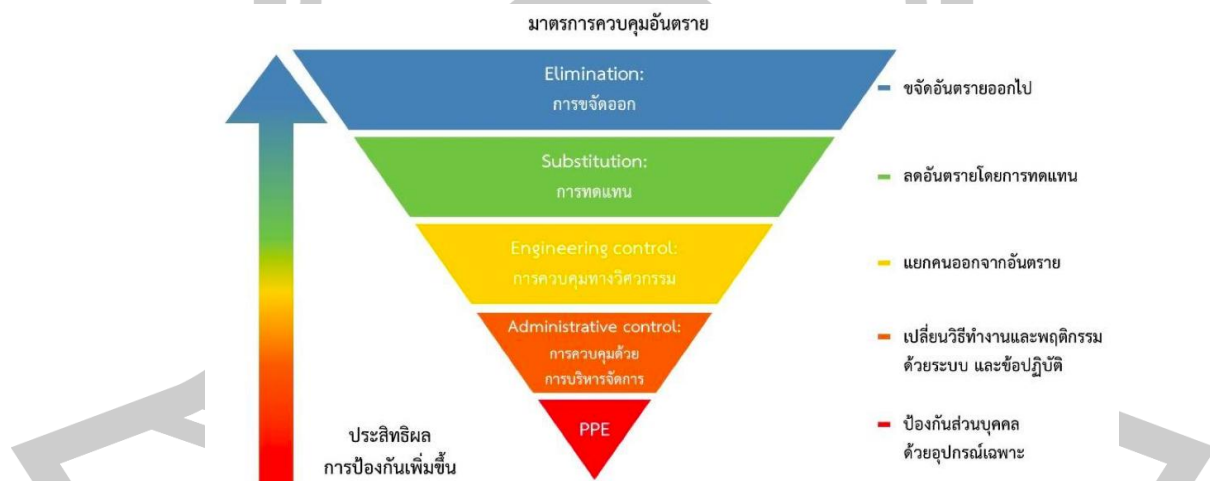 มาตรการควบคุมอันตราย
Elimination:
การขจัดออก
ขจัดอันตรายออกไป
Substitution:
การทดแทน
ลดอันตรายโดยการทดแทน
Engineering control:
การควบคุมทางวิศวกรรม
แยกคนออกจากอันตราย
Administrative control:
การควบคุมด้วย
การบริหารจัดการ
เปลี่ยนวิธีทำงานและพฤติกรรม
ด้วยระบบ และข้อปฏิบัติ
PPE
ป้องกันส่วนบุคคล
ด้วยอุปกรณ์เฉพาะ
ประสิทธิผล
การป้องกันเพิ่มขึ้น